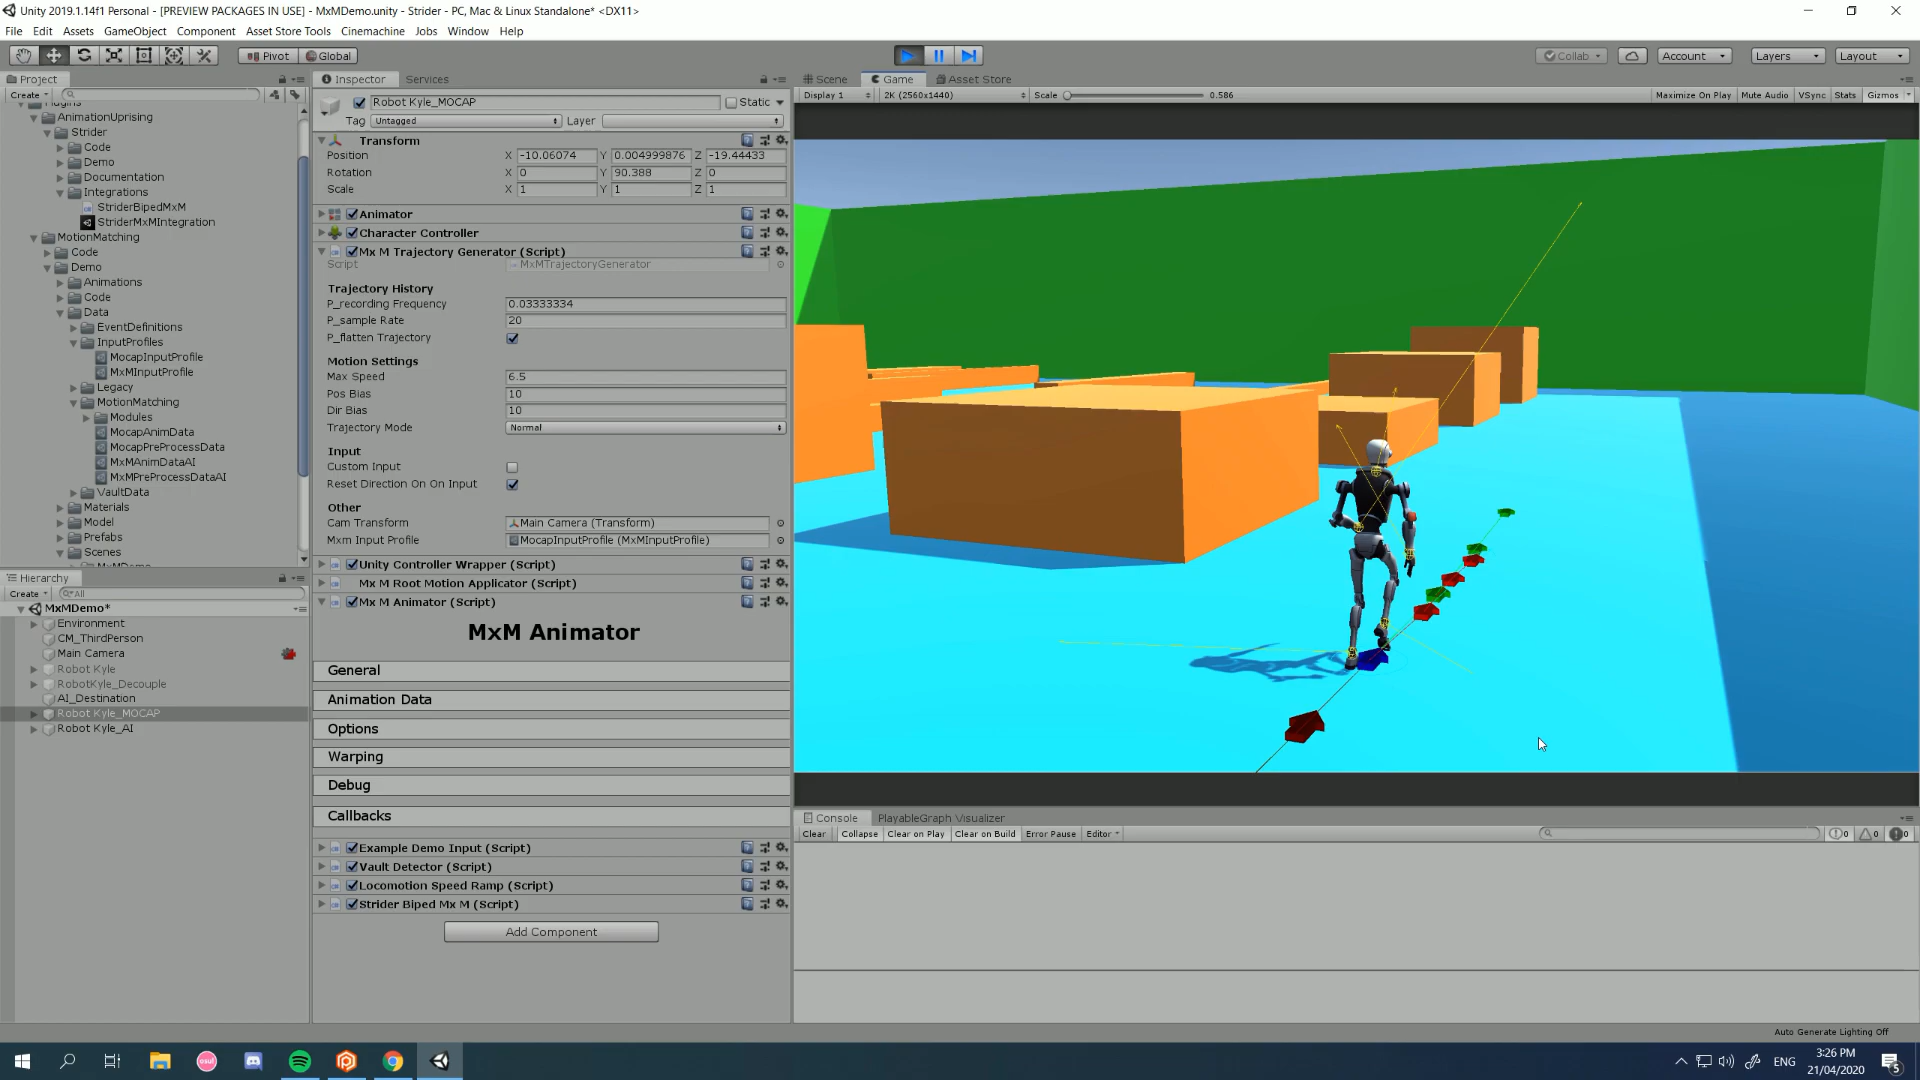 Unity 2019.1.14f1 Personal - [PREVIEW PACKAGES IN USE] - MxMDemo.unity - Strider - PC, Mac & Linux Standalone* <DX11>
File Edit Assets GameObject Component Asset Store Tools Cinemachine Jobs Window Help
Pivot Global
Collab Account Layers Layout
Project
Create
AnimationUprising
Strider
Code
Demo
Documentation
Integrations
StriderBipedMxM
StriderMxMIntegration
MotionMatching
Code
Demo
Animations
Code
Data
EventDefinitions
InputProfiles
MocapInputProfile
MxMInputProfile
Legacy
MotionMatching
Modules
MocapAnimData
MocapPreProcessData
MxMAnimDataAI
MxMPreProcessDataAI
VaultData
Materials
Model
Prefabs
Scenes
Hierarchy
Create All
MxMDemo*
Environment
CM_ThirdPerson
Main Camera
Robot Kyle
RobotKyle_Decouple
AI_Destination
Robot Kyle_MOCAP
Robot Kyle_AI
Inspector Services
Robot Kyle_MOCAP Static
Tag Untagged Layer
Transform
Position X -10.06074 Y 0.004999876 Z -19.44433
Rotation X 0 Y 90.388 Z 0
Scale X 1 Y 1 Z 1
Animator
Character Controller
Mx M Trajectory Generator (Script)
Script MxMTrajectoryGenerator
Trajectory History
P_recording Frequency 0.03333334
P_sample Rate 20
P_flatten Trajectory
Motion Settings
Max Speed 6.5
Pos Bias 10
Dir Bias 10
Trajectory Mode Normal
Input
Custom Input
Reset Direction On On Input
Other
Cam Transform Main Camera (Transform)
Mxm Input Profile MocapInputProfile (MxMInputProfile)
Unity Controller Wrapper (Script)
Mx M Root Motion Applicator (Script)
Mx M Animator (Script)
MxM Animator
General
Animation Data
Options
Warping
Debug
Callbacks
Example Demo Input (Script)
Vault Detector (Script)
Locomotion Speed Ramp (Script)
Strider Biped Mx M (Script)
Add Component
Scene Game Asset Store
Display 1 2K (2560x1440) Scale 0.586 Maximize On Play Mute Audio VSync Stats Gizmos
Console PlayableGraph Visualizer
Clear Collapse Clear on Play Clear on Build Error Pause Editor 0 0 0
Auto Generate Lighting Off
osu!
ENG 3:26 PM
21/04/2020 5